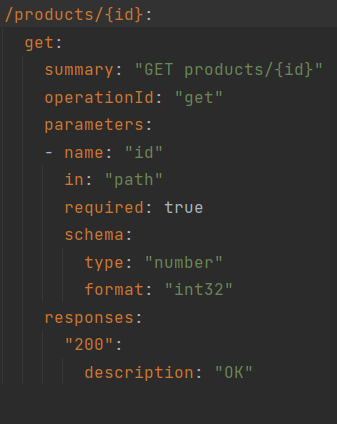 /products/{id}:
  get:
    summary: "GET products/{id}"
    operationId: "get"
    parameters:
    - name: "id"
      in: "path"
      required: true
      schema:
        type: "number"
        format: "int32"
    responses:
      "200":
        description: "OK"